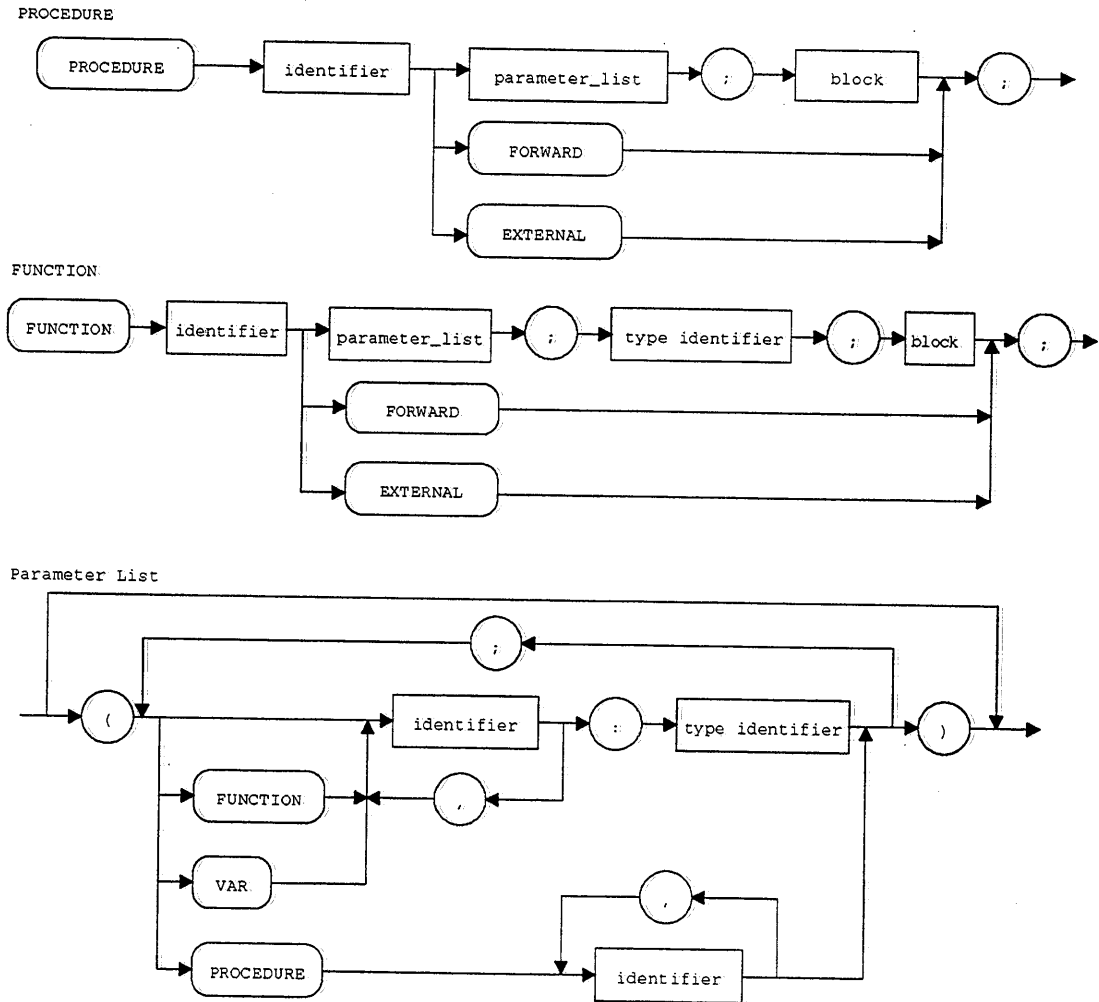 PROCEDURE
PROCEDURE identifier parameter_list ; block ;
FORWARD
EXTERNAL
FUNCTION
FUNCTION identifier parameter_list ; type identifier ; block ;
FORWARD
EXTERNAL
Parameter List
;
( identifier : type identifier )
FUNCTION ,
VAR
,
PROCEDURE identifier